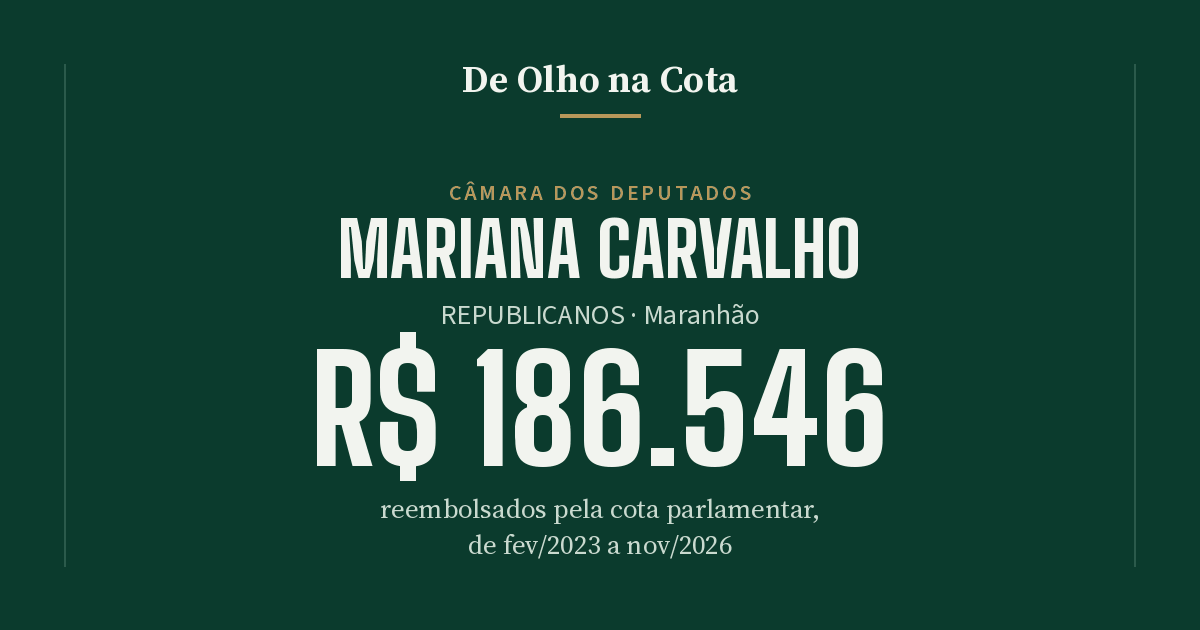 De Olho na Cota
CÂMARA DOS DEPUTADOS
MARIANA CARVALHO
REPUBLICANOS · Maranhão
R$ 186.546
reembolsados pela cota parlamentar,
de fev/2023 a nov/2026